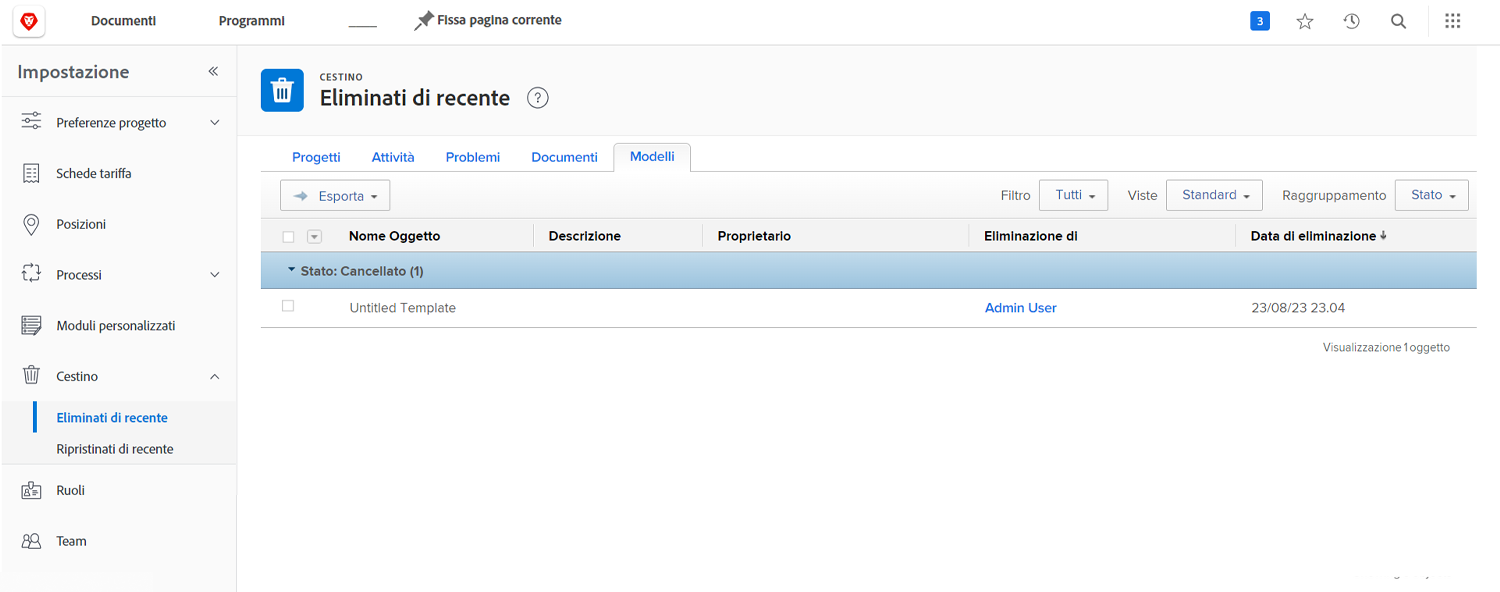 Documenti Programmi Fissa pagina corrente 3
Impostazione
Preferenze progetto
Schede tariffa
Posizioni
Processi
Moduli personalizzati
Cestino
Eliminati di recente
Ripristinati di recente
Ruoli
Team
CESTINO
Eliminati di recente ?
Progetti Attività Problemi Documenti Modelli
Esporta Filtro Tutti Viste Standard Raggruppamento Stato
Nome Oggetto Descrizione Proprietario Eliminazione di Data di eliminazione
Stato: Cancellato (1)
Untitled Template Admin User 23/08/23 23.04
Visualizzazione 1 oggetto